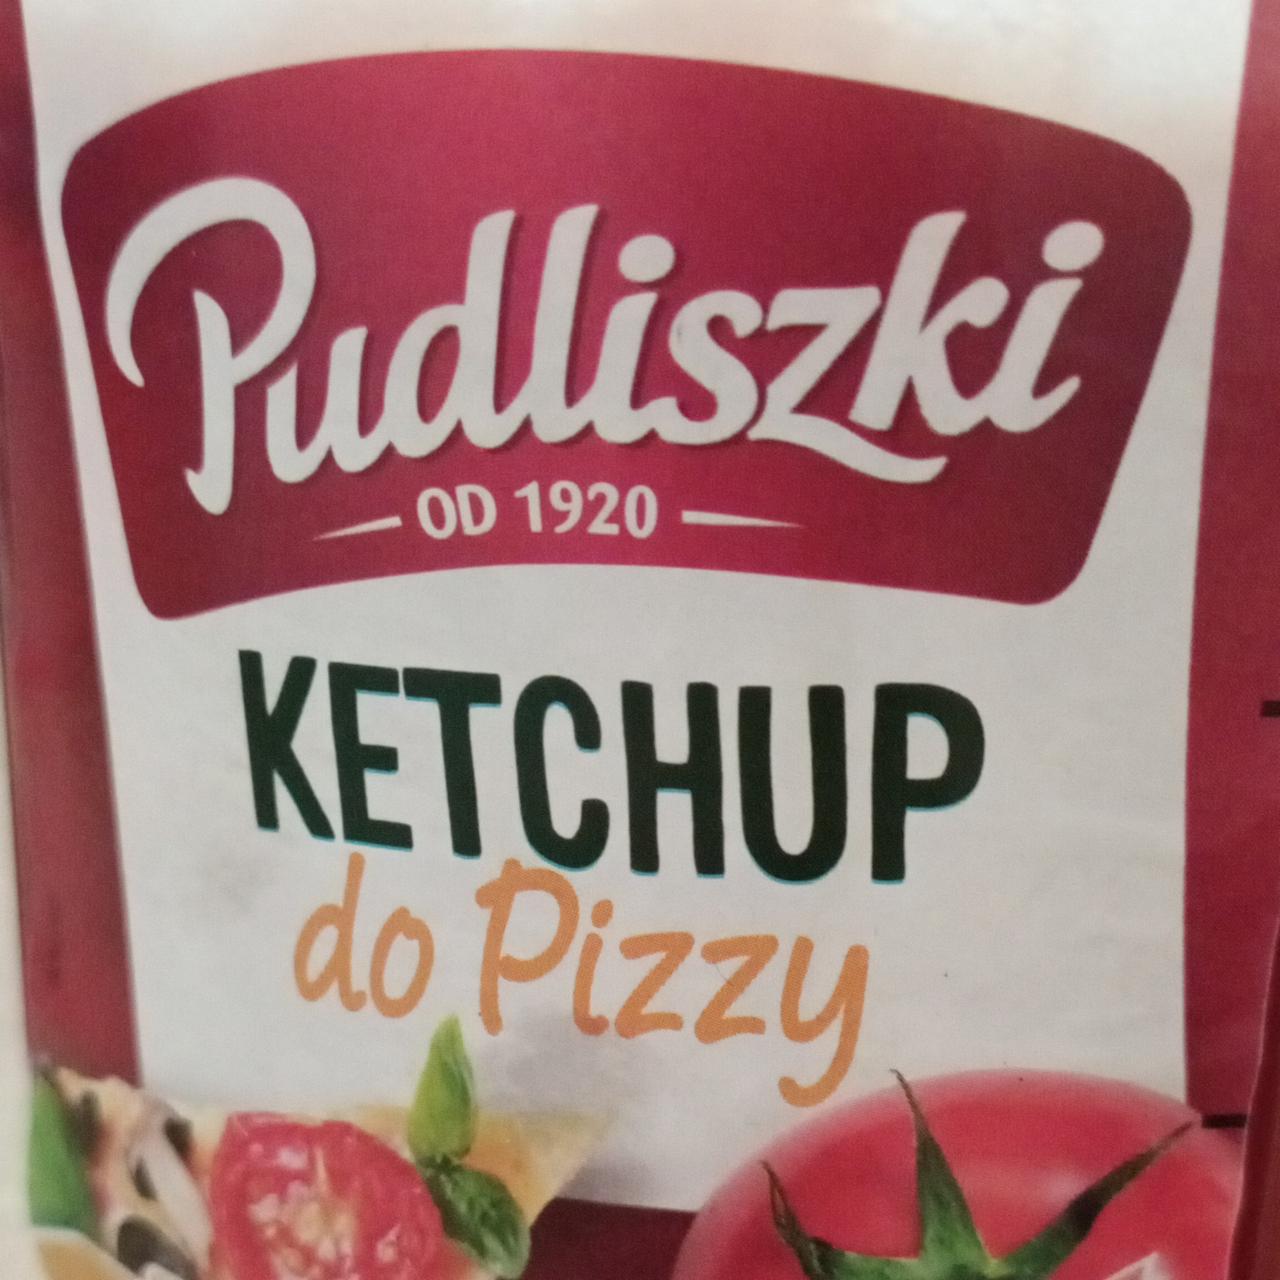 Pudliszki
OD 1920
KETCHUP
do Pizzy